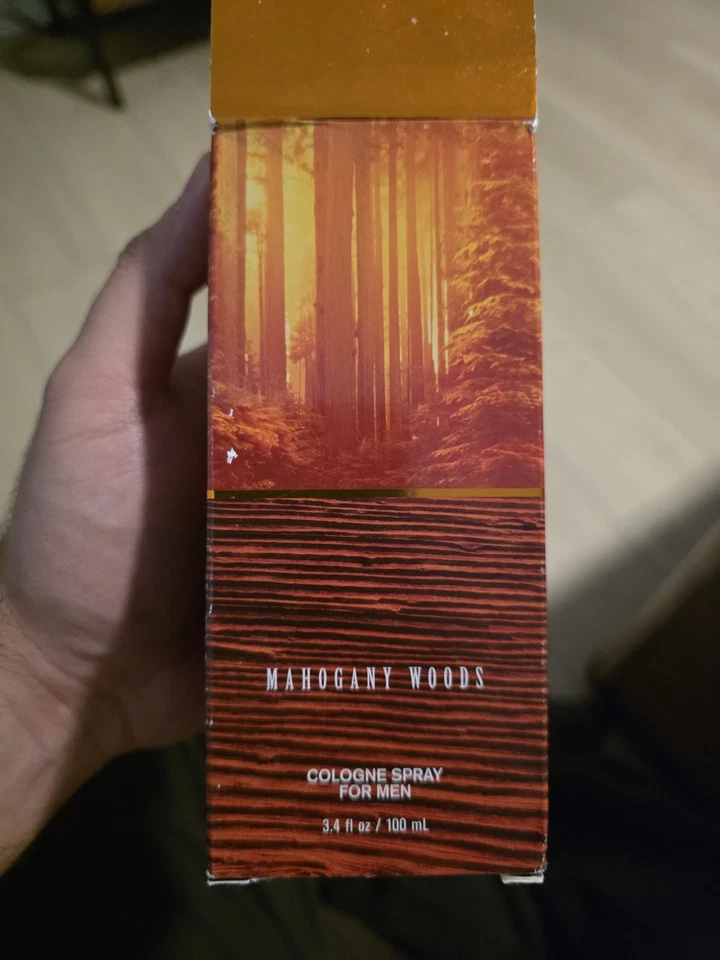 MAHOGANY WOODS
COLOGNE SPRAY
FOR MEN
3.4 fl oz / 100 mL